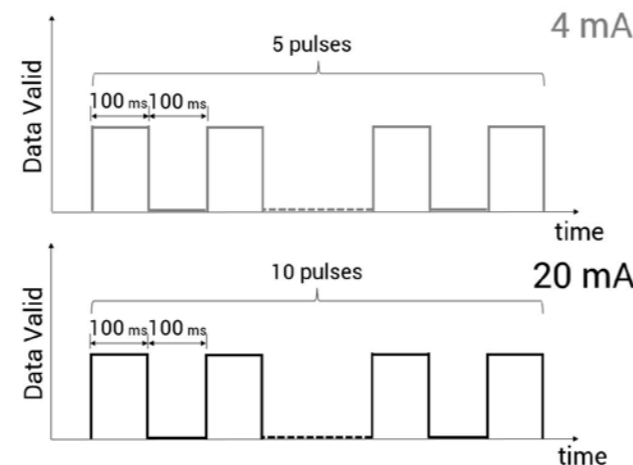 4 mA
5 pulses
100 ms 100 ms
Data Valid
time
20 mA
10 pulses
100 ms 100 ms
Data Valid
time